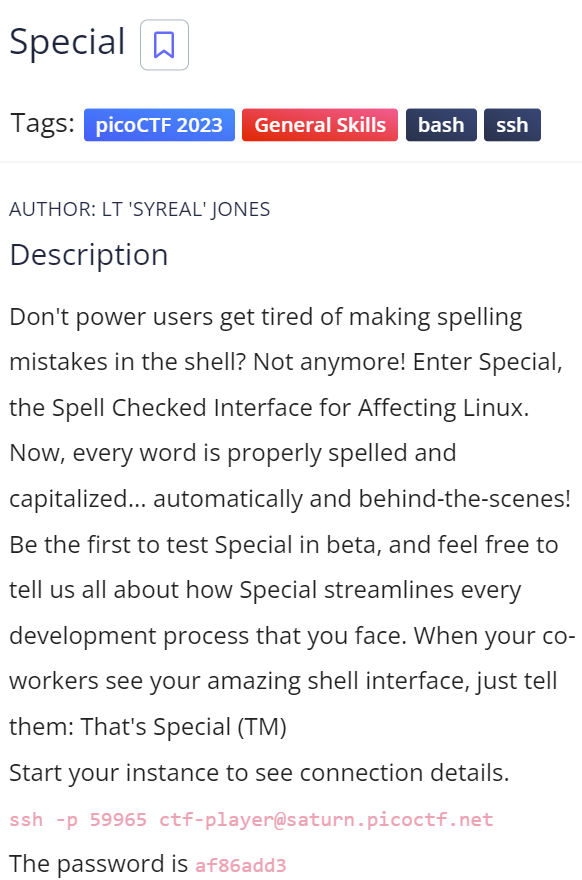 Special
Tags: picoCTF 2023 General Skills bash ssh
AUTHOR: LT 'SYREAL' JONES
Description
Don't power users get tired of making spelling
mistakes in the shell? Not anymore! Enter Special,
the Spell Checked Interface for Affecting Linux.
Now, every word is properly spelled and
capitalized... automatically and behind-the-scenes!
Be the first to test Special in beta, and feel free to
tell us all about how Special streamlines every
development process that you face. When your co-
workers see your amazing shell interface, just tell
them: That's Special (TM)
Start your instance to see connection details.
ssh -p 59965 ctf-player@saturn.picoctf.net
The password is af86add3